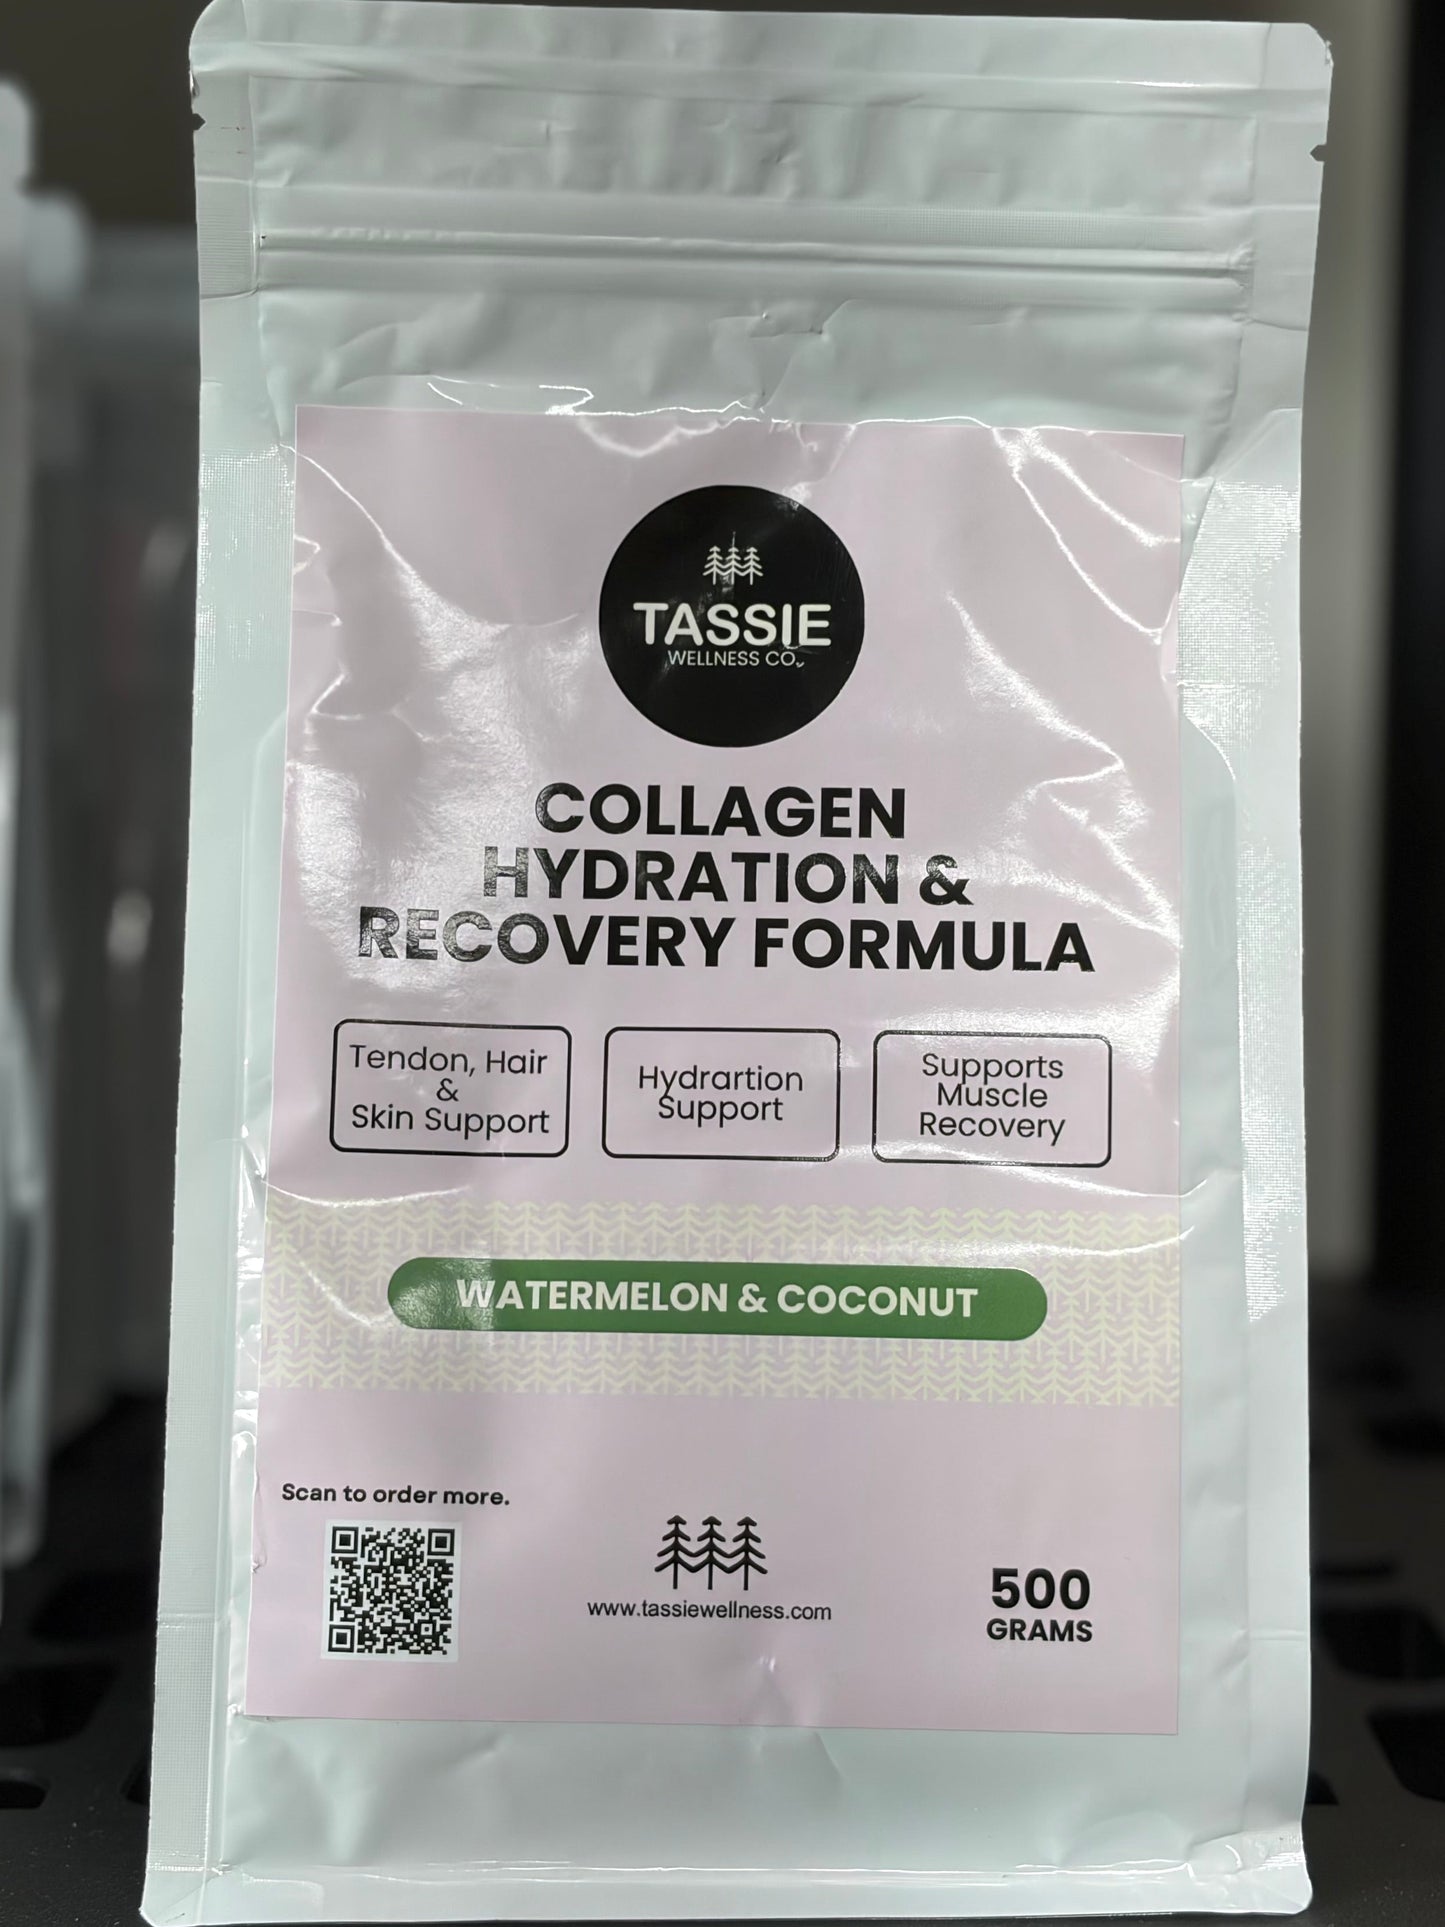 TASSIE
WELLNESS CO.
COLLAGEN
HYDRATION &
RECOVERY FORMULA
Tendon, Hair
&
Skin Support
Hydrartion
Support
Supports
Muscle
Recovery
WATERMELON & COCONUT
Scan to order more.
www.tassiewellness.com
500
GRAMS